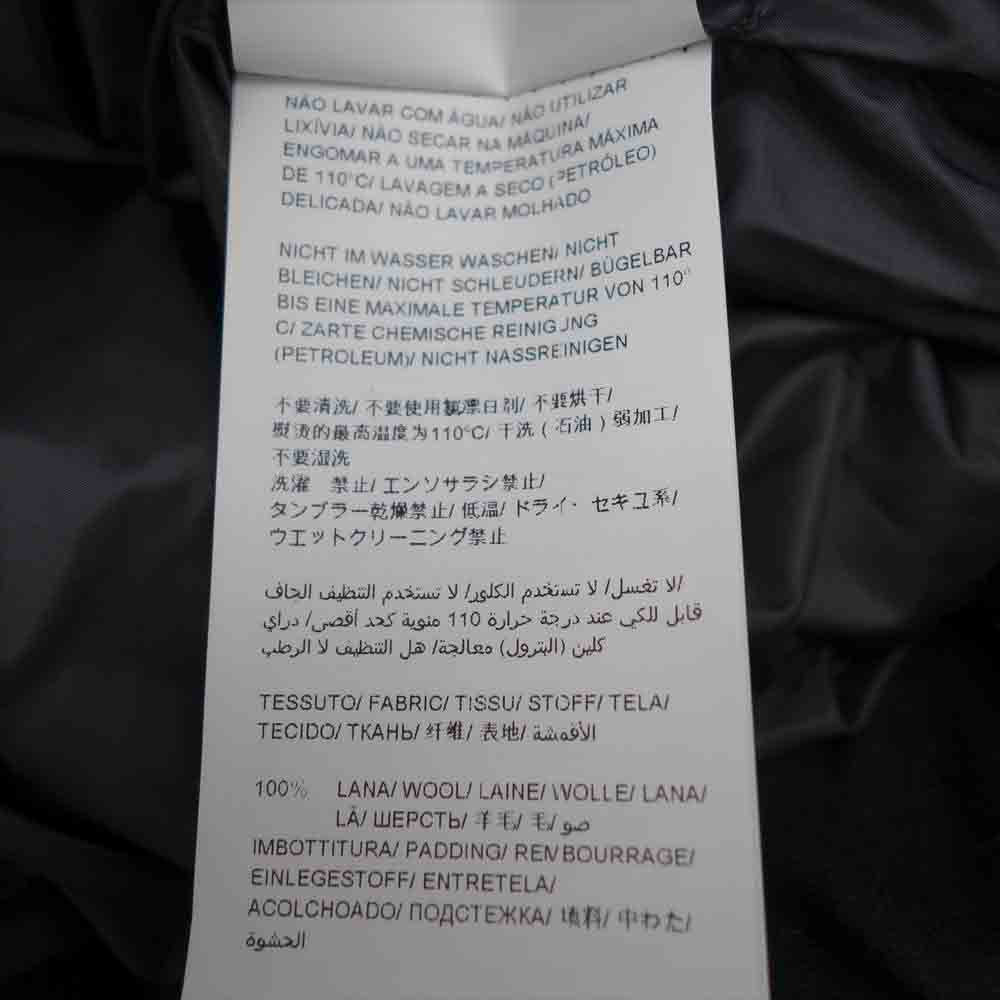 NÃO LAVAR COM ÁGUA/ NÃO UTILIZAR
LIXÍVIA/ NÃO SECAR NA MÁQUINA/
ENGOMAR A UMA TEMPERATURA MÁXIMA
DE 110°C/ LAVAGEM A SECO (PETRÓLEO)
DELICADA/ NÃO LAVAR MOLHADO
NICHT IM WASSER WASCHEN/ NICHT
BLEICHEN/ NICHT SCHLEUDERN/ BÜGELBAR
BIS EINE MAXIMALE TEMPERATUR VON 110°
C/ ZARTE CHEMISCHE REINIGUNG
(PETROLEUM)/ NICHT NASSREINIGEN
不要清洗/ 不要使用氯漂白剂/ 不要烘干/
熨烫的最高温度为110°C/ 干洗 ( 石油 ) 弱加工/
不要湿洗
洗濯 禁止/ エンソサラシ禁止/
タンブラー乾燥禁止/ 低温/ ドライ・ セキユ系/
ウエットクリーニング禁止
لا تغسل/ لا تستخدم الكلور/ لا تستخدم التنظيف الجاف/
قابل للكي عند درجة حرارة 110 مئوية كحد أقصى/ دراي
كلين (البترول) معالجة/ هل التنظيف لا الرطب
TESSUTO/ FABRIC/ TISSU/ STOFF/ TELA/
TECIDO/ ТКАНЬ/ 纤维/ 表地/ الأقمشة
100% LANA/ WOOL/ LAINE/ WOLLE/ LANA/
LÃ/ ШЕРСТЬ/ 羊毛/ 毛/ صو
IMBOTTITURA/ PADDING/ REMBOURRAGE/
EINLEGESTOFF/ ENTRETELA/
ACOLCHOADO/ ПОДСТЕЖКА/ 填料/ 中わた/
الحشوة